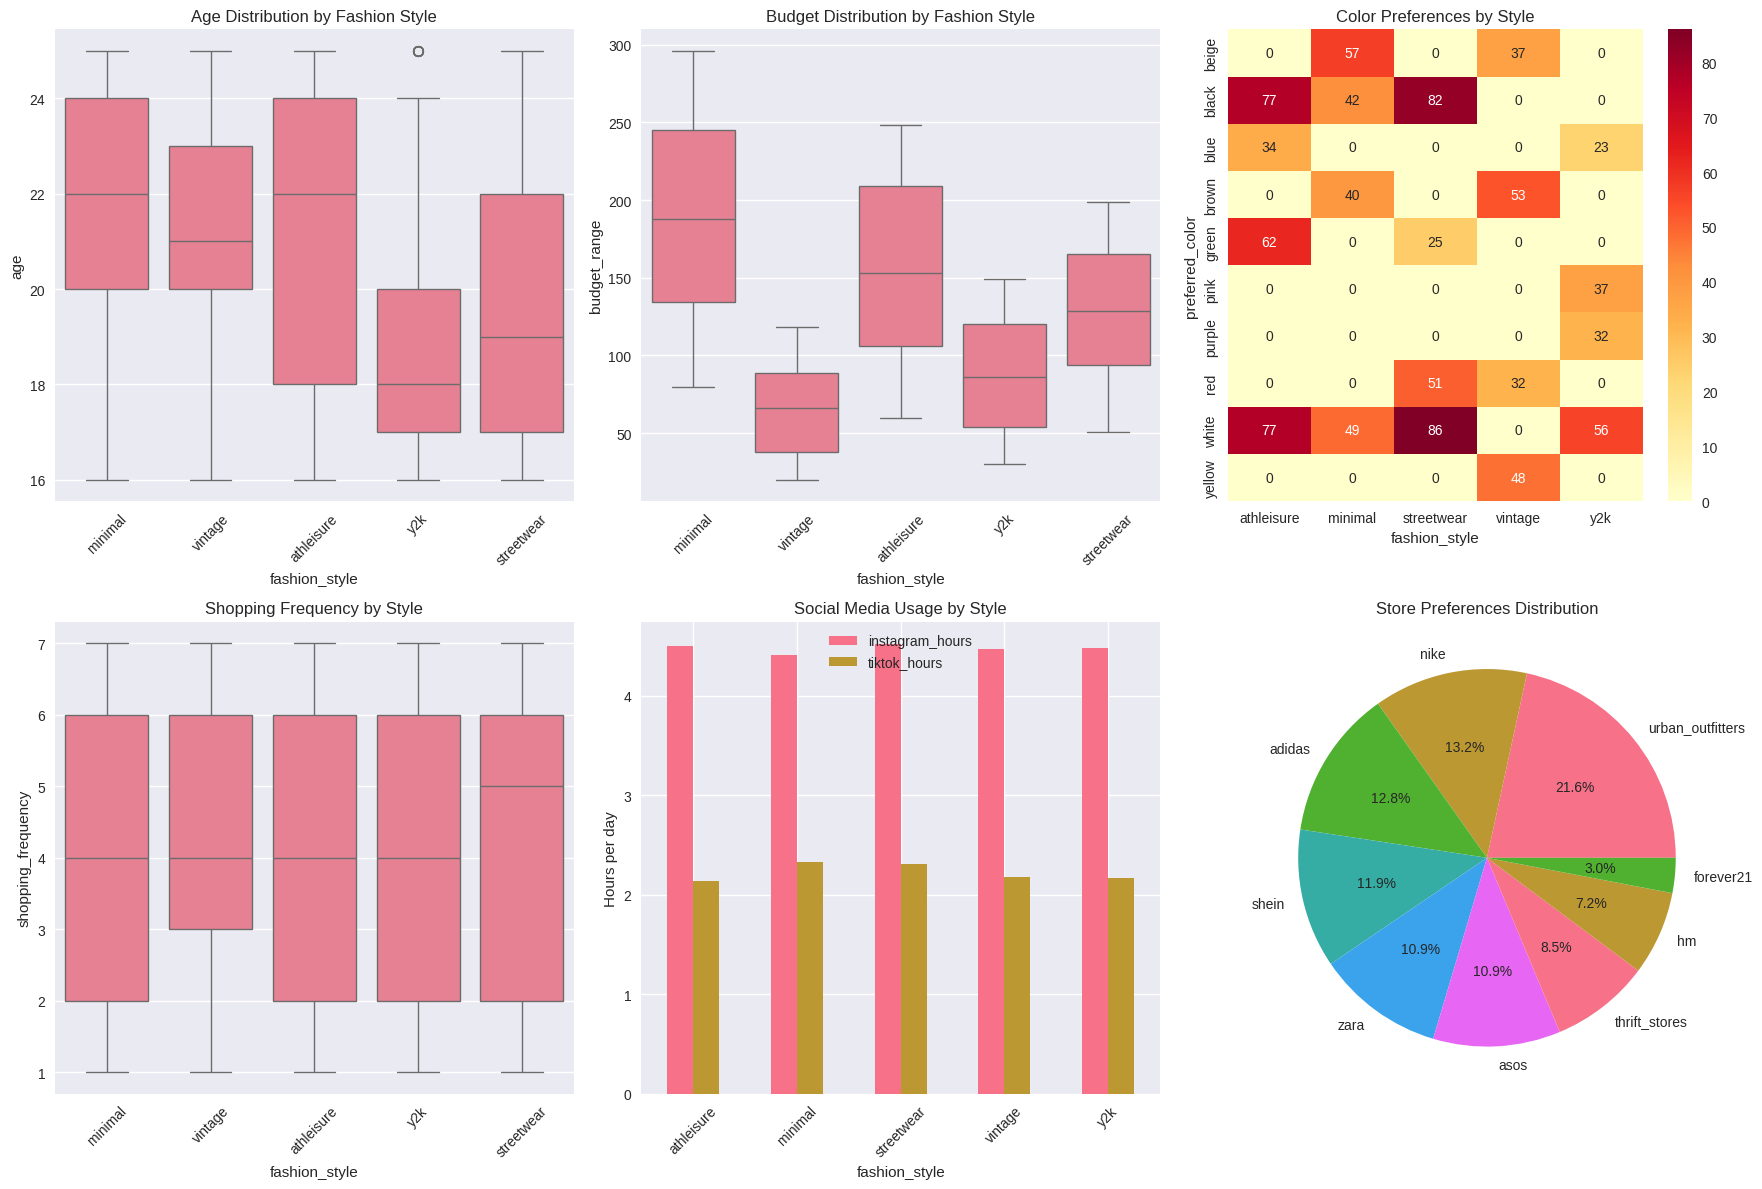 Age Distribution by Fashion Style
age
24
22
20
18
16
minimal
vintage
athleisure
y2k
streetwear
fashion_style
Budget Distribution by Fashion Style
budget_range
300
250
200
150
100
50
minimal
vintage
athleisure
y2k
streetwear
fashion_style
Color Preferences by Style
preferred_color
beige 0 57 0 37 0
black 77 42 82 0 0
blue 34 0 0 0 23
brown 0 40 0 53 0
green 62 0 25 0 0
pink 0 0 0 0 37
purple 0 0 0 0 32
red 0 0 51 32 0
white 77 49 86 0 56
yellow 0 0 0 48 0
athleisure minimal streetwear vintage y2k
fashion_style
80
70
60
50
40
30
20
10
0
Shopping Frequency by Style
shopping_frequency
7
6
5
4
3
2
1
minimal
vintage
athleisure
y2k
streetwear
fashion_style
Social Media Usage by Style
instagram_hours
tiktok_hours
Hours per day
4
3
2
1
0
athleisure
minimal
streetwear
vintage
y2k
fashion_style
Store Preferences Distribution
nike
13.2%
urban_outfitters
21.6%
adidas
12.8%
shein
11.9%
zara
10.9%
asos
10.9%
thrift_stores
8.5%
hm
7.2%
forever21
3.0%